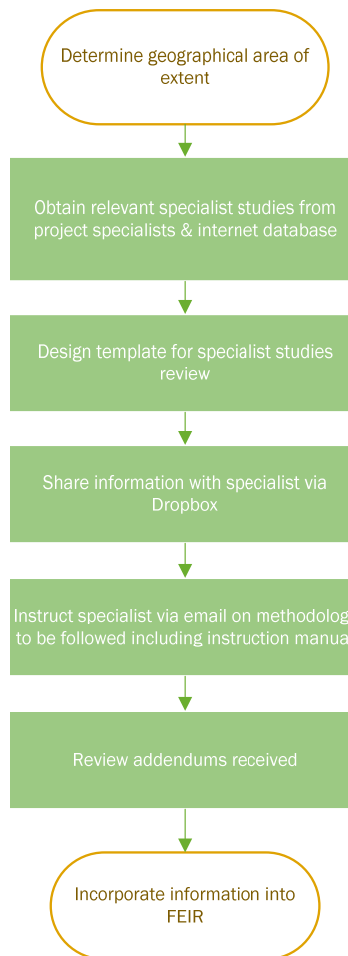 Determine geographical area of
extent
Obtain relevant specialist studies from
project specialists & internet database
Design template for specialist studies
review
Share information with specialist via
Dropbox
Instruct specialist via email on methodolog
to be followed including instruction manua
Review addendums received
Incorporate information into
FEIR